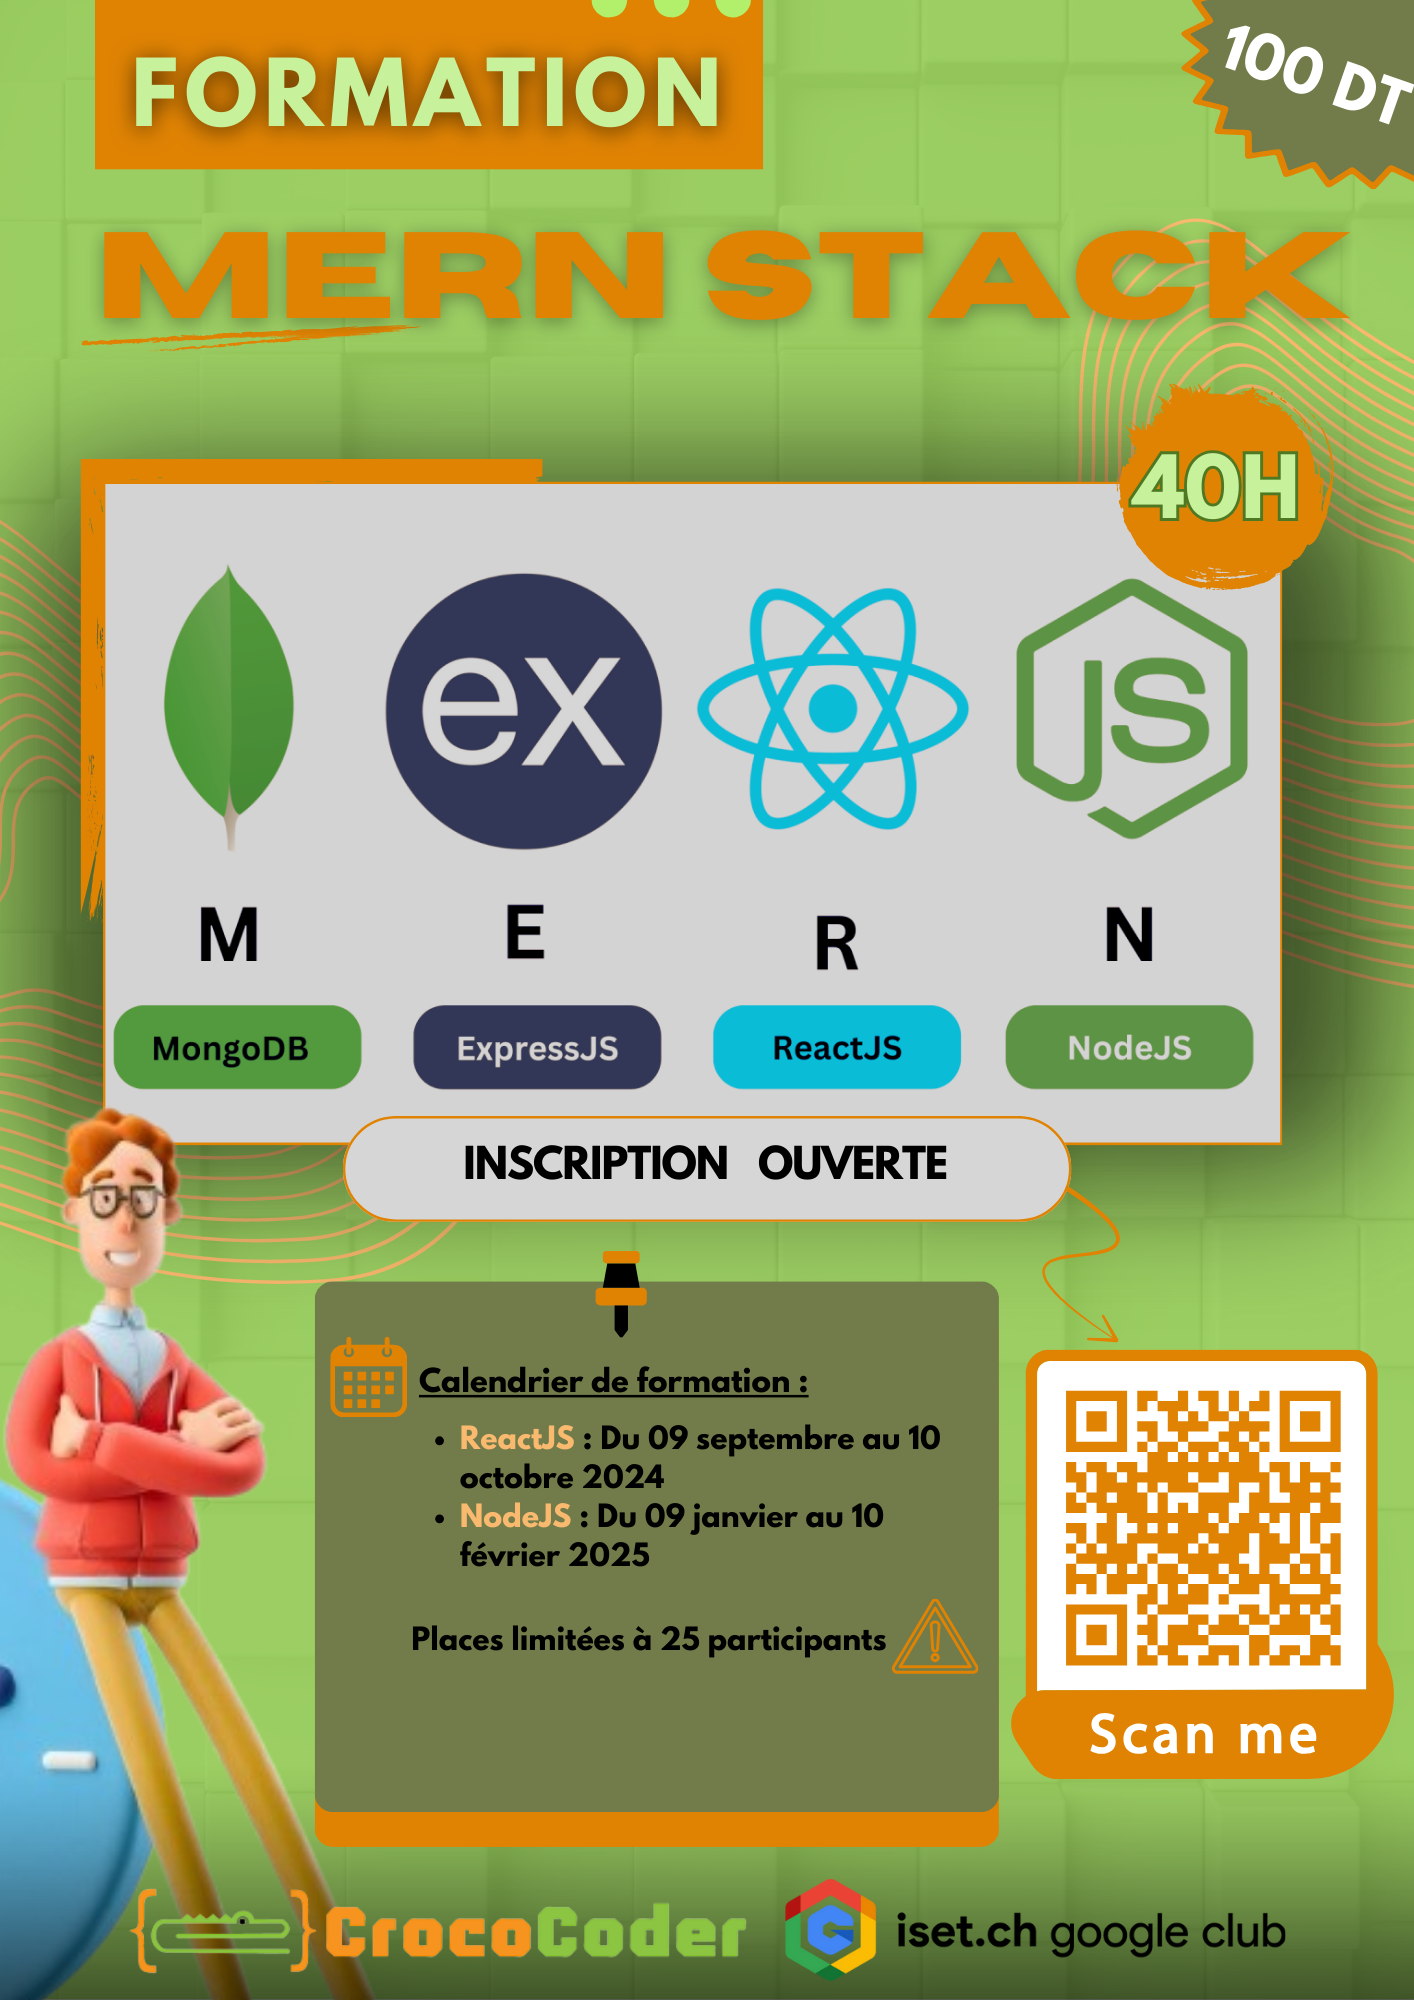 FORMATION
100 DT
MERN STACK
40H
ex
JS
M
E
R
N
MongoDB
ExpressJS
ReactJS
NodeJS
INSCRIPTION OUVERTE
Calendrier de formation :
• ReactJS : Du 09 septembre au 10
octobre 2024
• NodeJS : Du 09 janvier au 10
février 2025
Places limitées à 25 participants
Scan me
{ } CrocoCoder
G iset.ch google club